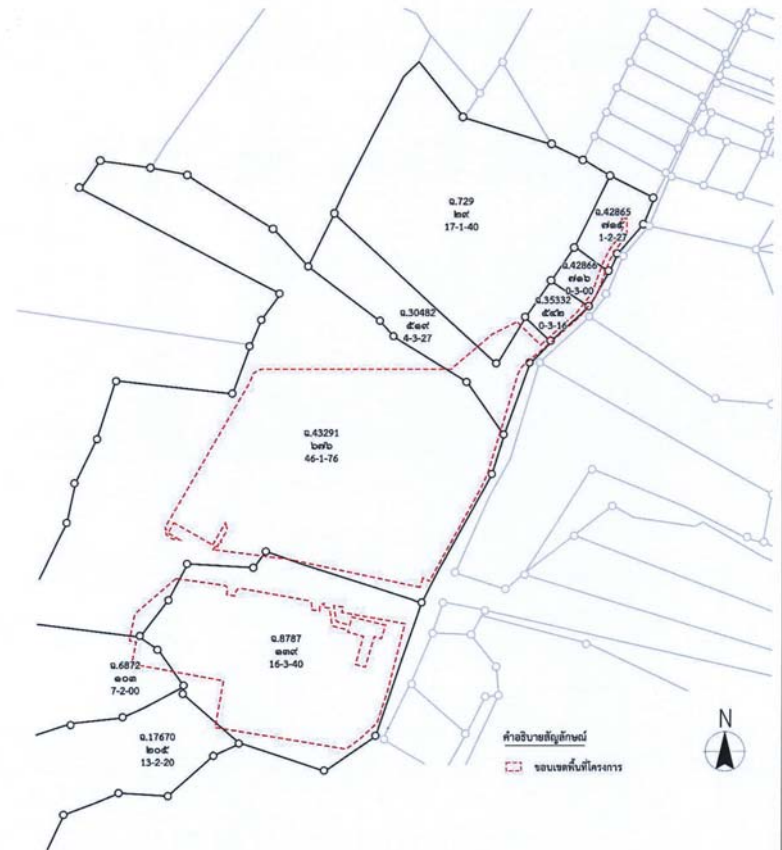 ฉ.729
๒๙
17-1-40
ฉ.42865
๗๑๕
1-2-27
ฉ.42866
๗๑๖
0-3-00
ฉ.35332
๕๔๒
0-3-16
ฉ.30482
๕๑๙
4-3-27
ฉ.43291
๖๗๖
46-1-76
ฉ.8787
๑๓๙
16-3-40
ฉ.6872
๑๐๓
7-2-00
ฉ.17670
๒๐๕
13-2-20
N
คำอธิบายสัญลักษณ์
ขอบเขตพื้นที่โครงการ